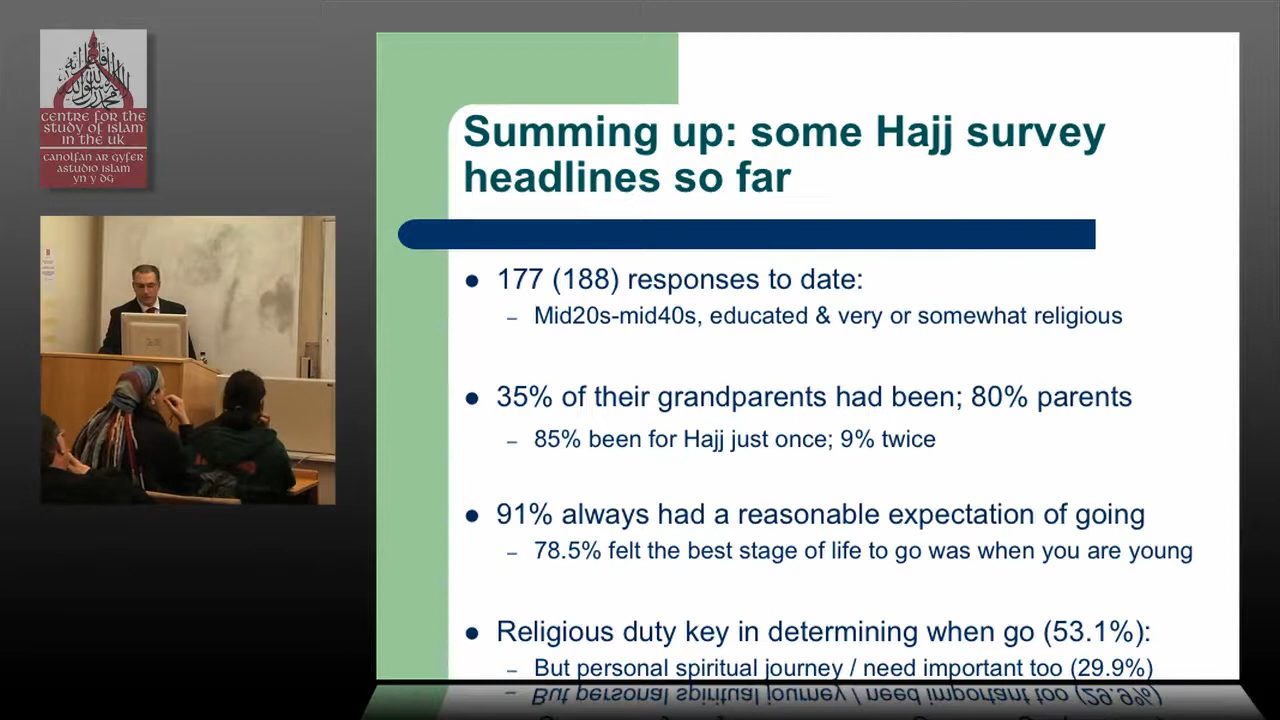 CENTRE FOR THE
STUDY OF ISLAM
IN THE UK
CANOLFAN AR GYFER
ASTUDIO ISLAM
YN Y DG
Summing up: some Hajj survey
headlines so far
● 177 (188) responses to date:
– Mid20s-mid40s, educated & very or somewhat religious
● 35% of their grandparents had been; 80% parents
– 85% been for Hajj just once; 9% twice
● 91% always had a reasonable expectation of going
– 78.5% felt the best stage of life to go was when you are young
● Religious duty key in determining when go (53.1%):
– But personal spiritual journey / need important too (29.9%)